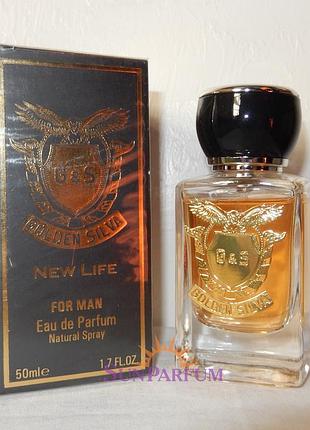 G&S
GOLDEN SILVA
NEW LIFE
FOR MAN
Eau de Parfum
Natural Spray
50ml e 1.7 FL.OZ
G&S
GOLDEN SILVA
SUNPARFUM